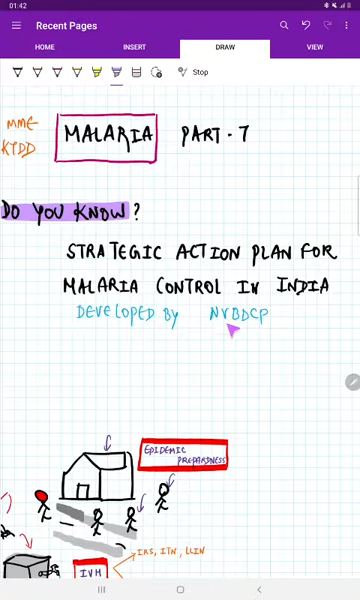 01:42
Recent Pages
HOME INSERT DRAW VIEW
Stop
MME
KYDD
MALARIA PART-7
DO YOU KNOW?
STRATEGIC ACTION PLAN FOR
MALARIA CONTROL IN INDIA
DEVELOPED BY NVBDCP
EPIDEMIC
PREPARDNESS
IRS, ITN, LLIN
IVM